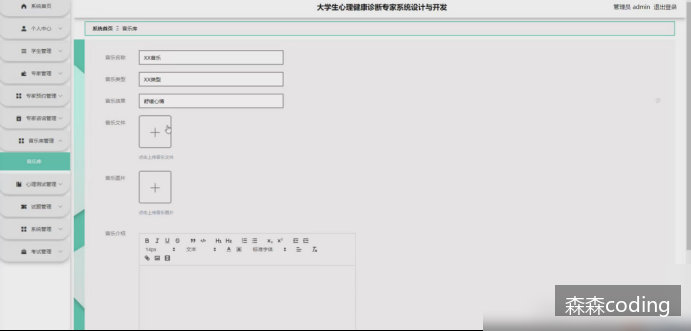 大学生心理健康诊断专家系统设计与开发
管理员 admin 退出登录
系统首页
个人中心
学生管理
专家管理
专家预约管理
专家咨询管理
音乐库管理
音乐库
心理测试管理
试题管理
系统管理
考试管理
系统首页 音乐库
音乐名称 XX音乐
音乐类型 XX类型
音乐效果 舒缓心情
音乐文件
点击上传音乐文件
音乐图片
点击上传音乐图片
音乐介绍
B I U S H₁ H₂ X₂ X²
14px 文本 标准字体
森森coding